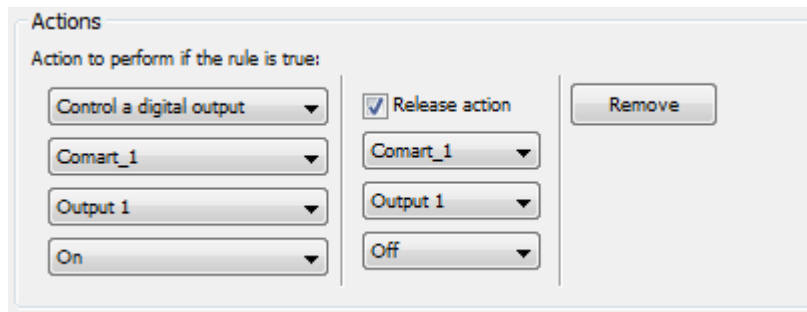 Actions
Action to perform if the rule is true:
Control a digital output
Comart_1
Output 1
On
Release action
Comart_1
Output 1
Off
Remove